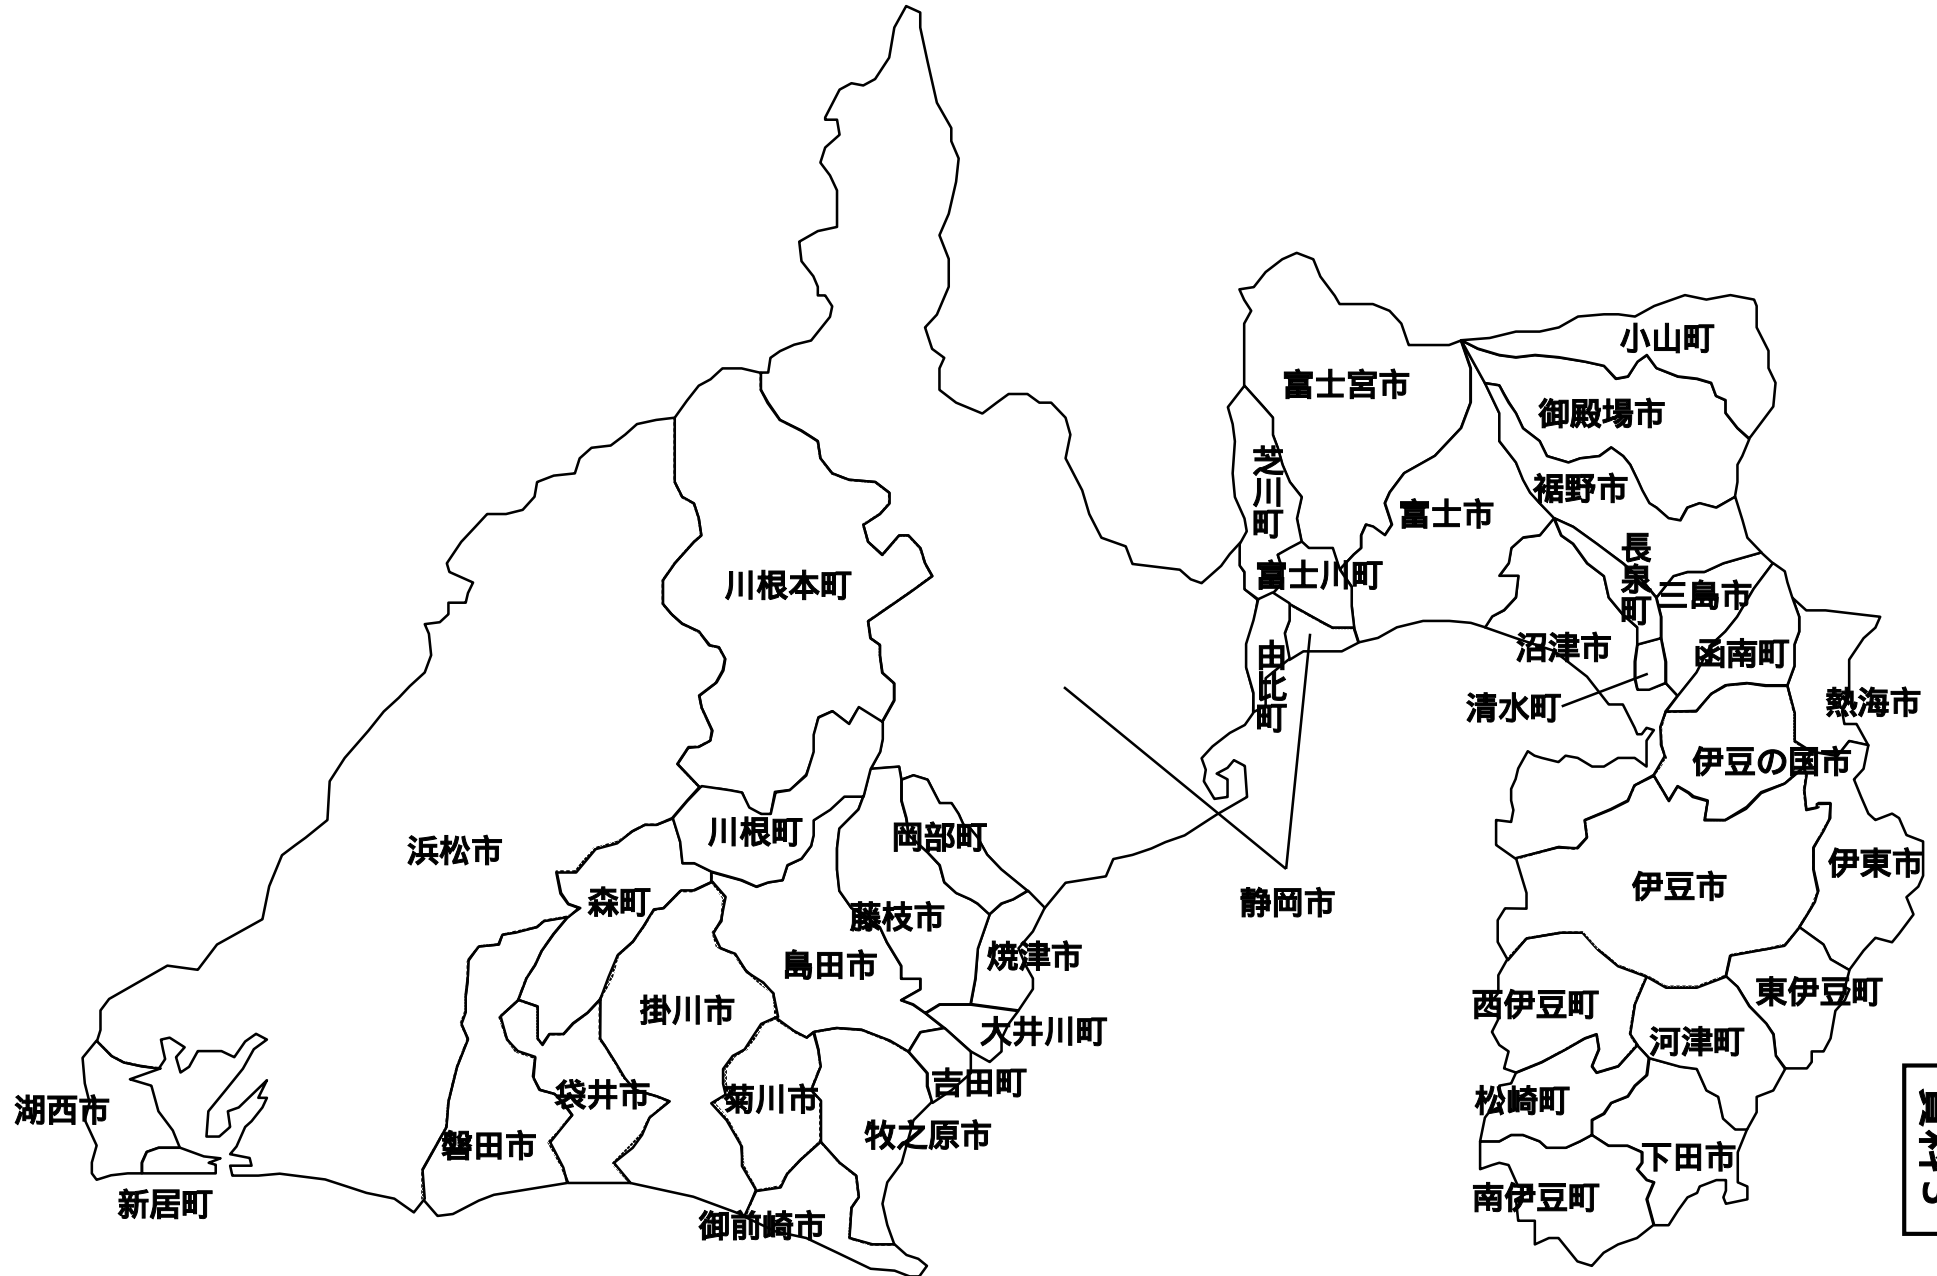 小山町
富士宮市
御殿場市
芝川町
裾野市
富士市
長泉町
富士川町
川根本町
三島市
沼津市
函南町
由比町
清水町
熱海市
伊豆の国市
川根町
岡部町
浜松市
伊東市
伊豆市
森町
静岡市
藤枝市
焼津市
島田市
東伊豆町
西伊豆町
掛川市
大井川町
河津町
吉田町
袋井市
菊川市
松崎町
湖西市
牧之原市
磐田市
下田市
南伊豆町
新居町
御前崎市